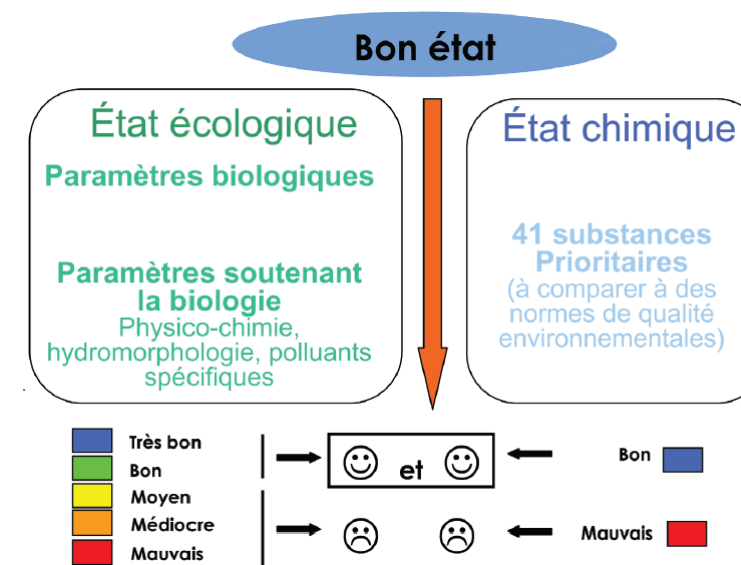 Bon état
État écologique
Paramètres biologiques
Paramètres soutenant
la biologie
Physico-chimie,
hydromorphologie, polluants
spécifiques
État chimique
41 substances
Prioritaires
(à comparer à des
normes de qualité
environnementales)
Très bon
Bon
Moyen
Médiocre
Mauvais
et
Bon
Mauvais